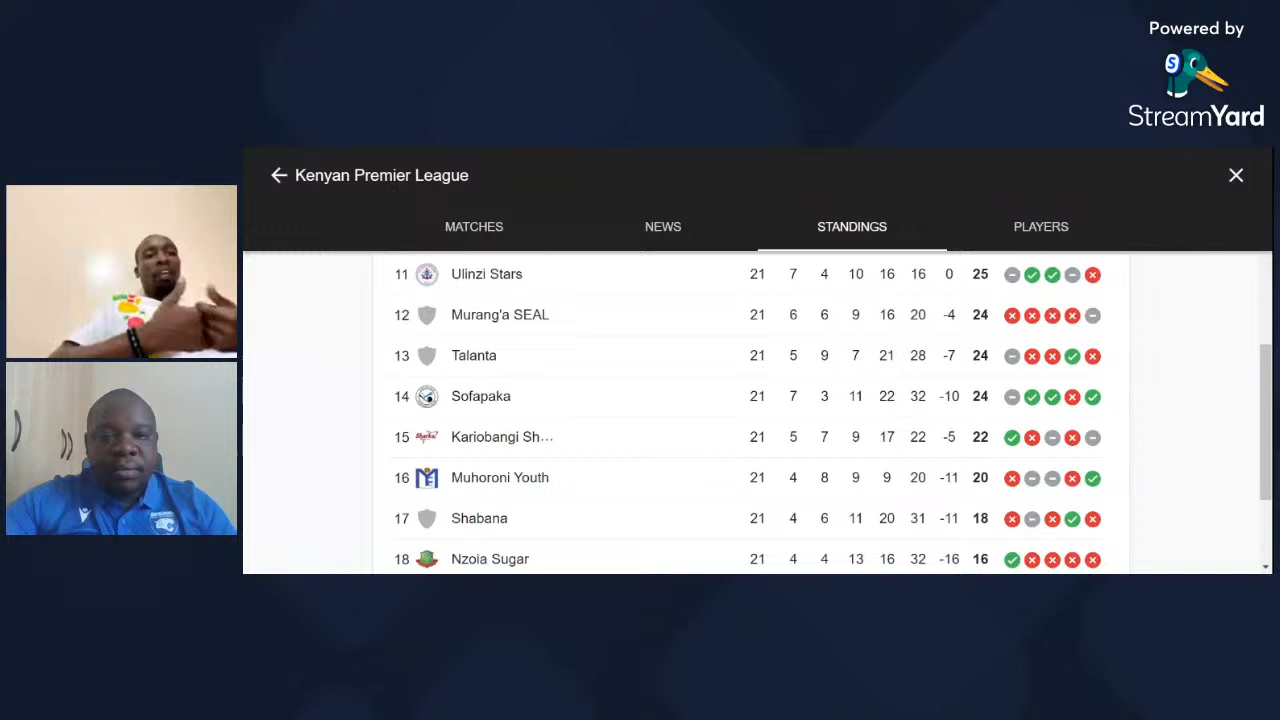 Powered by
StreamYard
Kenyan Premier League
MATCHES NEWS STANDINGS PLAYERS
11 Ulinzi Stars 21 7 4 10 16 16 0 25
12 Murang'a SEAL 21 6 6 9 16 20 -4 24
13 Talanta 21 5 9 7 21 28 -7 24
14 Sofapaka 21 7 3 11 22 32 -10 24
15 Kariobangi Sh... 21 5 7 9 17 22 -5 22
16 Muhoroni Youth 21 4 8 9 9 20 -11 20
17 Shabana 21 4 6 11 20 31 -11 18
18 Nzoia Sugar 21 4 4 13 16 32 -16 16